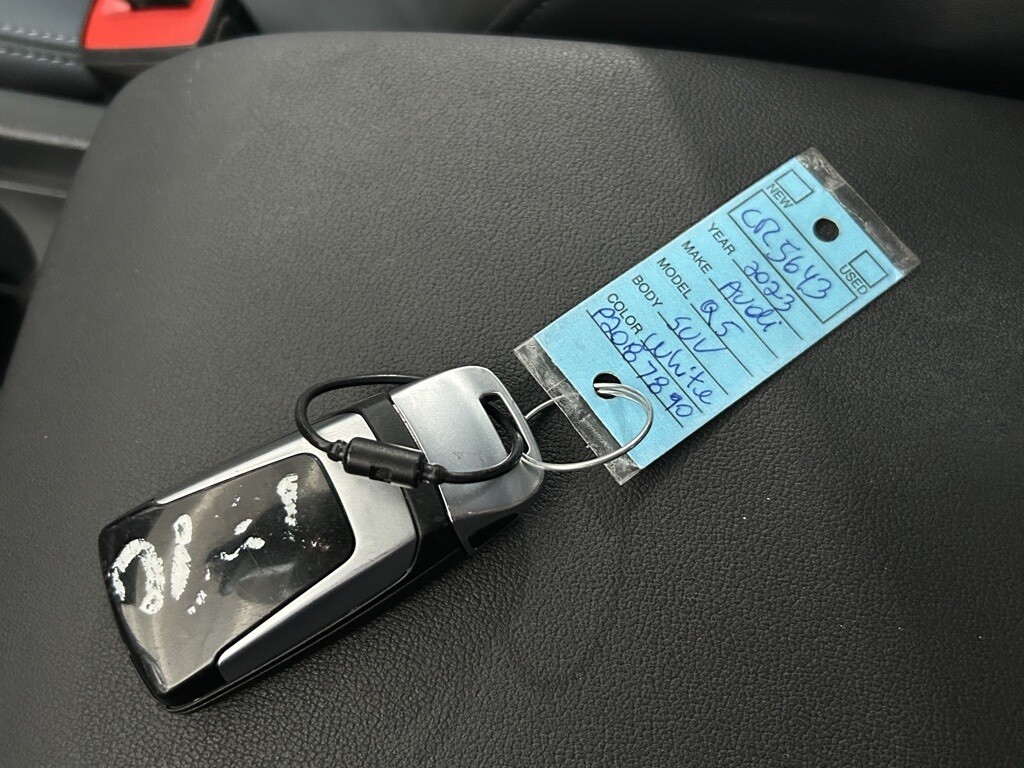 NEW USED
CR5643
YEAR 2023
MAKE Audi
MODEL Q5
BODY SUV
COLOR White
P2087890